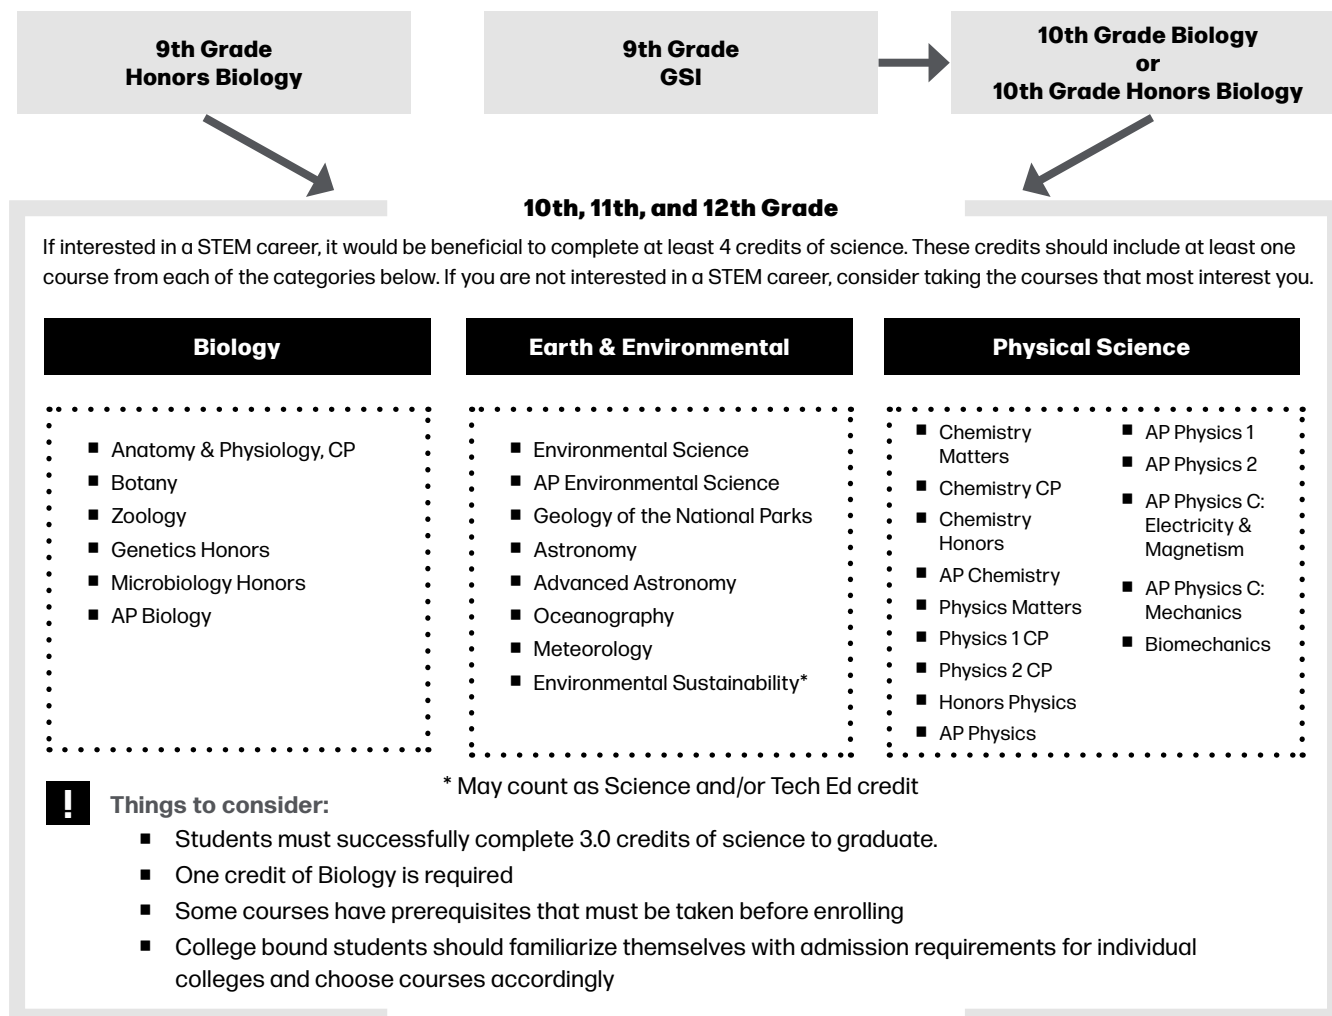 9th Grade
Honors Biology
9th Grade
GSI
10th Grade Biology
or
10th Grade Honors Biology
10th, 11th, and 12th Grade
If interested in a STEM career, it would be beneficial to complete at least 4 credits of science. These credits should include at least one
course from each of the categories below. If you are not interested in a STEM career, consider taking the courses that most interest you.
Biology
■ Anatomy & Physiology, CP
■ Botany
■ Zoology
■ Genetics Honors
■ Microbiology Honors
■ AP Biology
Earth & Environmental
■ Environmental Science
■ AP Environmental Science
■ Geology of the National Parks
■ Astronomy
■ Advanced Astronomy
■ Oceanography
■ Meteorology
■ Environmental Sustainability*
Physical Science
■ Chemistry
Matters
■ Chemistry CP
■ Chemistry
Honors
■ AP Chemistry
■ Physics Matters
■ Physics 1 CP
■ Physics 2 CP
■ Honors Physics
■ AP Physics
■ AP Physics 1
■ AP Physics 2
■ AP Physics C:
Electricity &
Magnetism
■ AP Physics C:
Mechanics
■ Biomechanics
* May count as Science and/or Tech Ed credit
! Things to consider:
■ Students must successfully complete 3.0 credits of science to graduate.
■ One credit of Biology is required
■ Some courses have prerequisites that must be taken before enrolling
■ College bound students should familiarize themselves with admission requirements for individual
colleges and choose courses accordingly